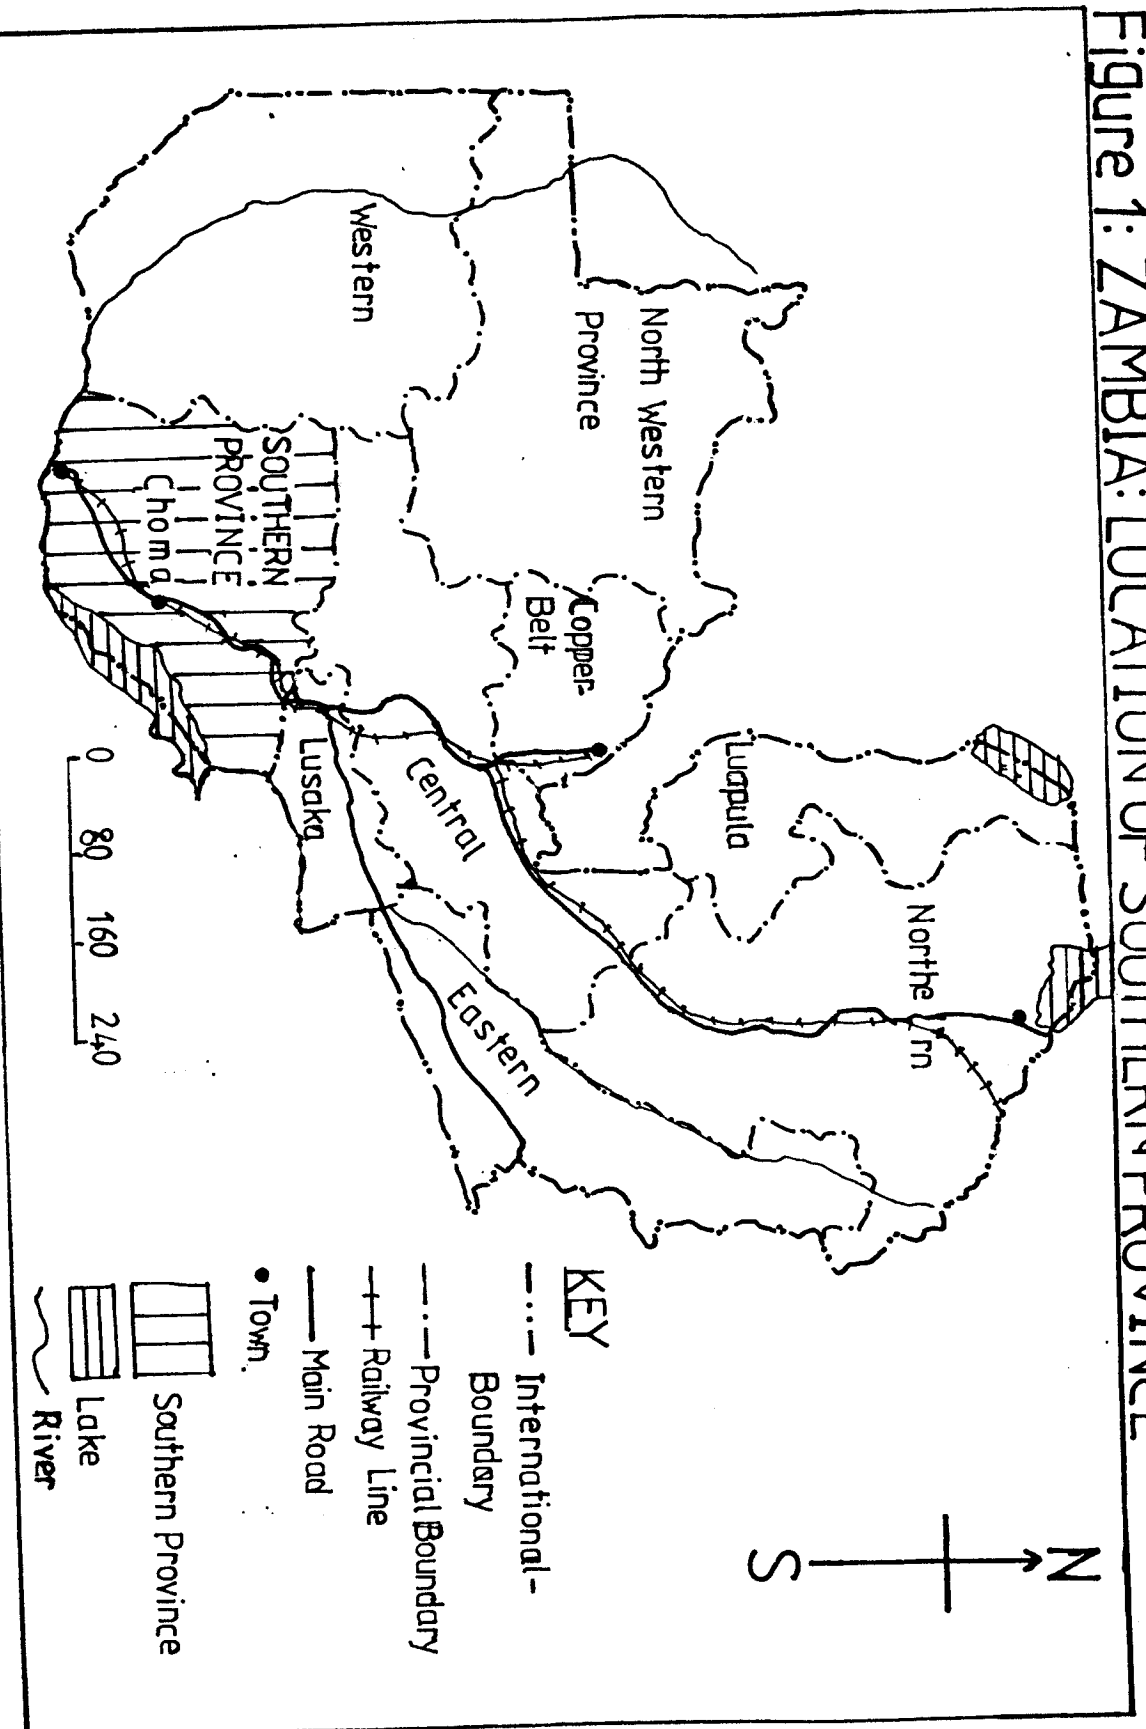 Figure 1: ZAMBIA: LOCATION OF SOUTHERN PROVINCE
N
S
North Western
Province
Western
Copper-
Belt
Luapula
Northe rn
Central
Eastern
Lusaka
SOUTHERN
PROVINCE
Choma
0 80 160 240
KEY
International-
Boundary
Provincial Boundary
Railway Line
Main Road
Town
Southern Province
Lake
River